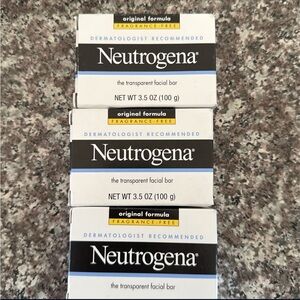 original formula
FRAGRANCE FREE
DERMATOLOGIST RECOMMENDED
Neutrogena®
the transparent facial bar
NET WT 3.5 OZ (100 g)
original formula
FRAGRANCE FREE
DERMATOLOGIST RECOMMENDED
Neutrogena®
the transparent facial bar
NET WT 3.5 OZ (100 g)
original formula
FRAGRANCE FREE
DERMATOLOGIST RECOMMENDED
Neutrogena®
the transparent facial bar